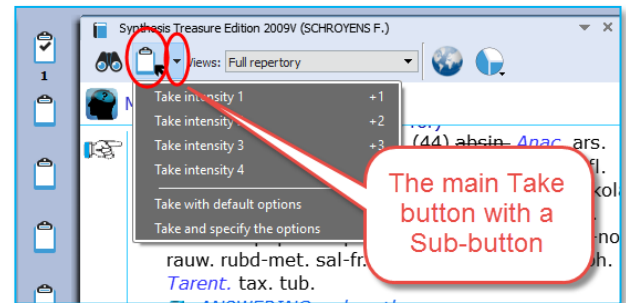 Synthesis Treasure Edition 2009V (SCHROYENS F.)
Views: Full repertory
1
Take intensity 1 +1
Take intensity +2
Take intensity 3 +3
Take intensity 4
(44) absin. Anac. ars.
Take with default options
Take and specify the options
The main Take
button with a
Sub-button
rauw. rubd-met. sal-fr.
Tarent. tax. tub.